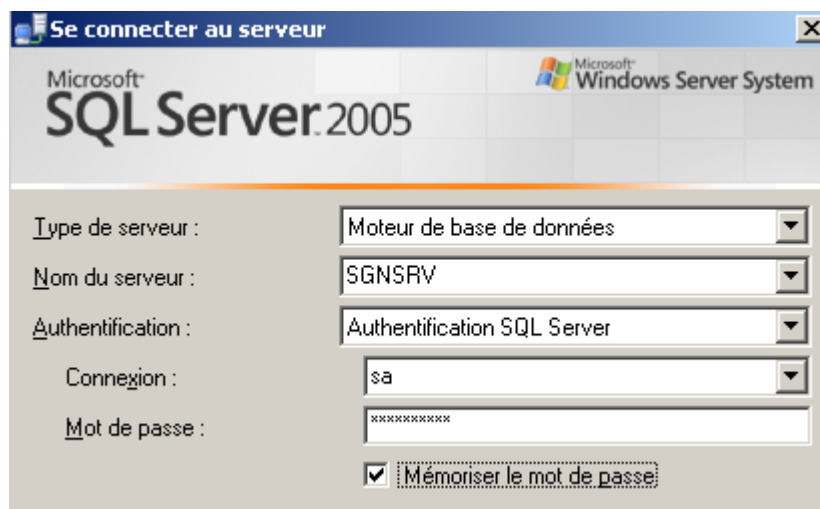 Se connecter au serveur
Microsoft
SQL Server 2005
Microsoft
Windows Server System
Type de serveur :
Moteur de base de données
Nom du serveur :
SGNSRV
Authentification :
Authentification SQL Server
Connexion :
sa
Mot de passe :
**********
Mémoriser le mot de passe